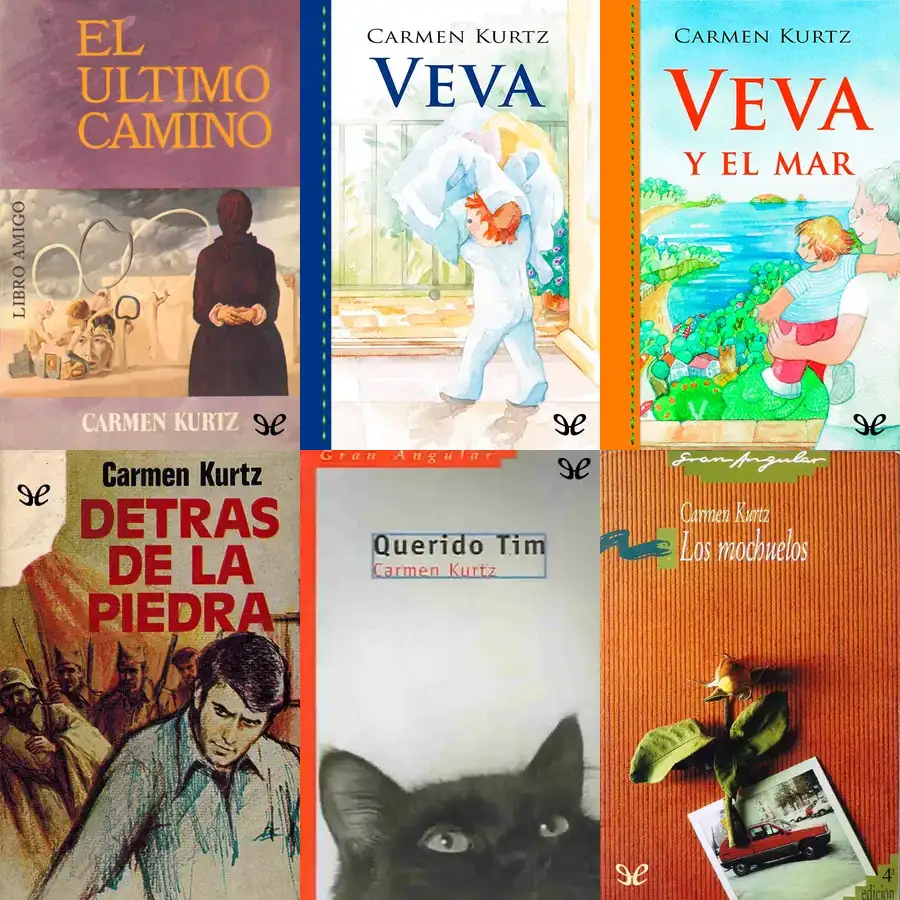 EL
ULTIMO
CAMINO
LIBRO AMIGO
CARMEN KURTZ
CARMEN KURTZ
VEVA
CARMEN KURTZ
VEVA
Y EL MAR
Carmen Kurtz
DETRAS
DE LA
PIEDRA
Gran Angular
Querido Tim
Carmen Kurtz
Gran Angular
Carmen Kurtz
Los mochuelos
4ª
edición